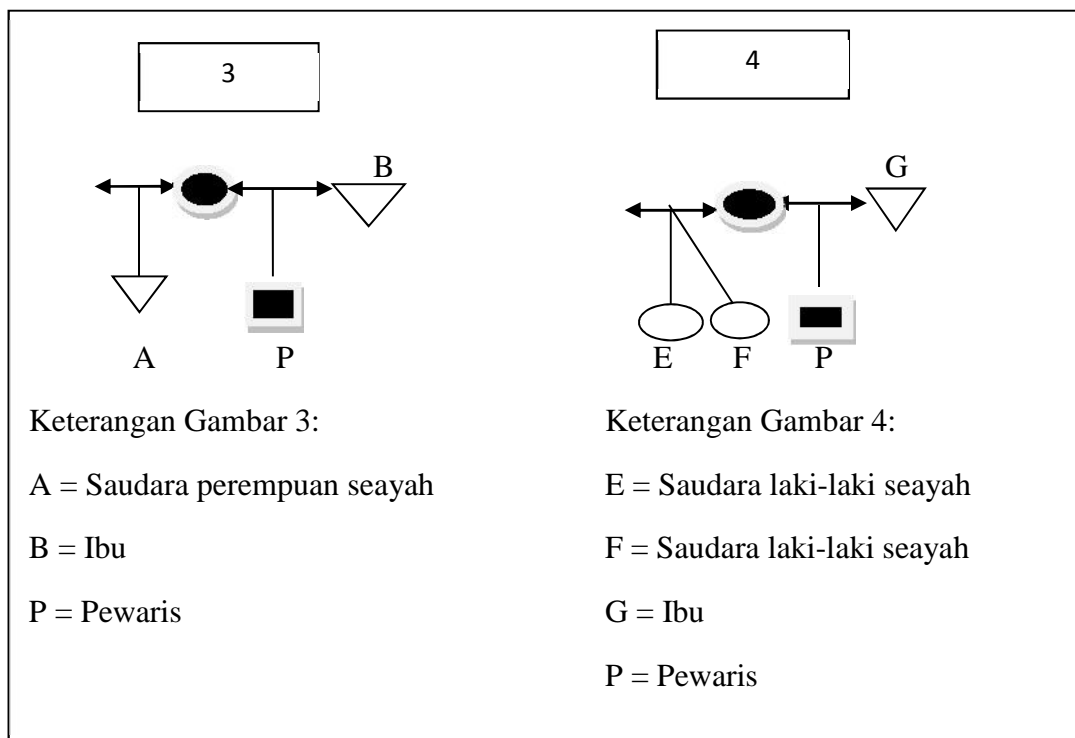 3
4
B
G
A P
E F P
Keterangan Gambar 3:
A = Saudara perempuan seayah
B = Ibu
P = Pewaris
Keterangan Gambar 4:
E = Saudara laki-laki seayah
F = Saudara laki-laki seayah
G = Ibu
P = Pewaris